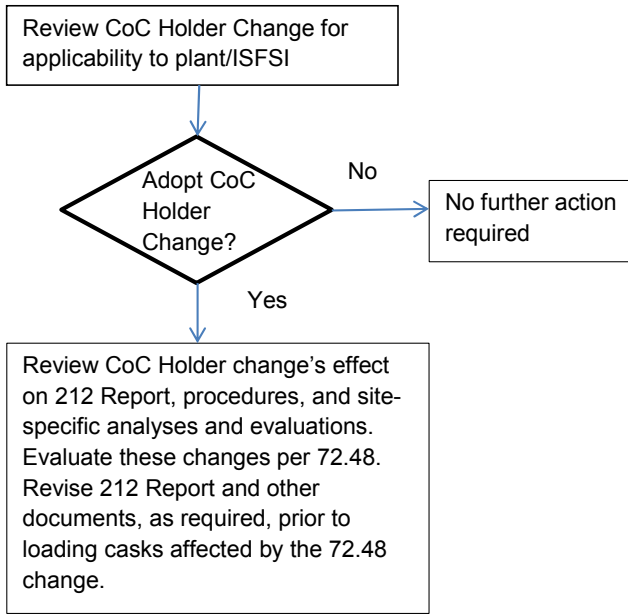 Review CoC Holder Change for
applicability to plant/ISFSI
Adopt CoC
Holder
Change?
No
No further action
required
Yes
Review CoC Holder change’s effect
on 212 Report, procedures, and site-
specific analyses and evaluations.
Evaluate these changes per 72.48.
Revise 212 Report and other
documents, as required, prior to
loading casks affected by the 72.48
change.